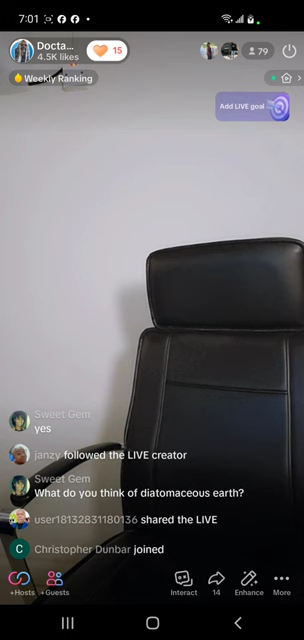 7:01
Docta...
4.5K likes
15
79
Weekly Ranking
Add LIVE goal
Sweet Gem
yes
janzy followed the LIVE creator
Sweet Gem
What do you think of diatomaceous earth?
user18132831180136 shared the LIVE
C
Christopher Dunbar joined
+Hosts
+Guests
Interact
14
Enhance
More